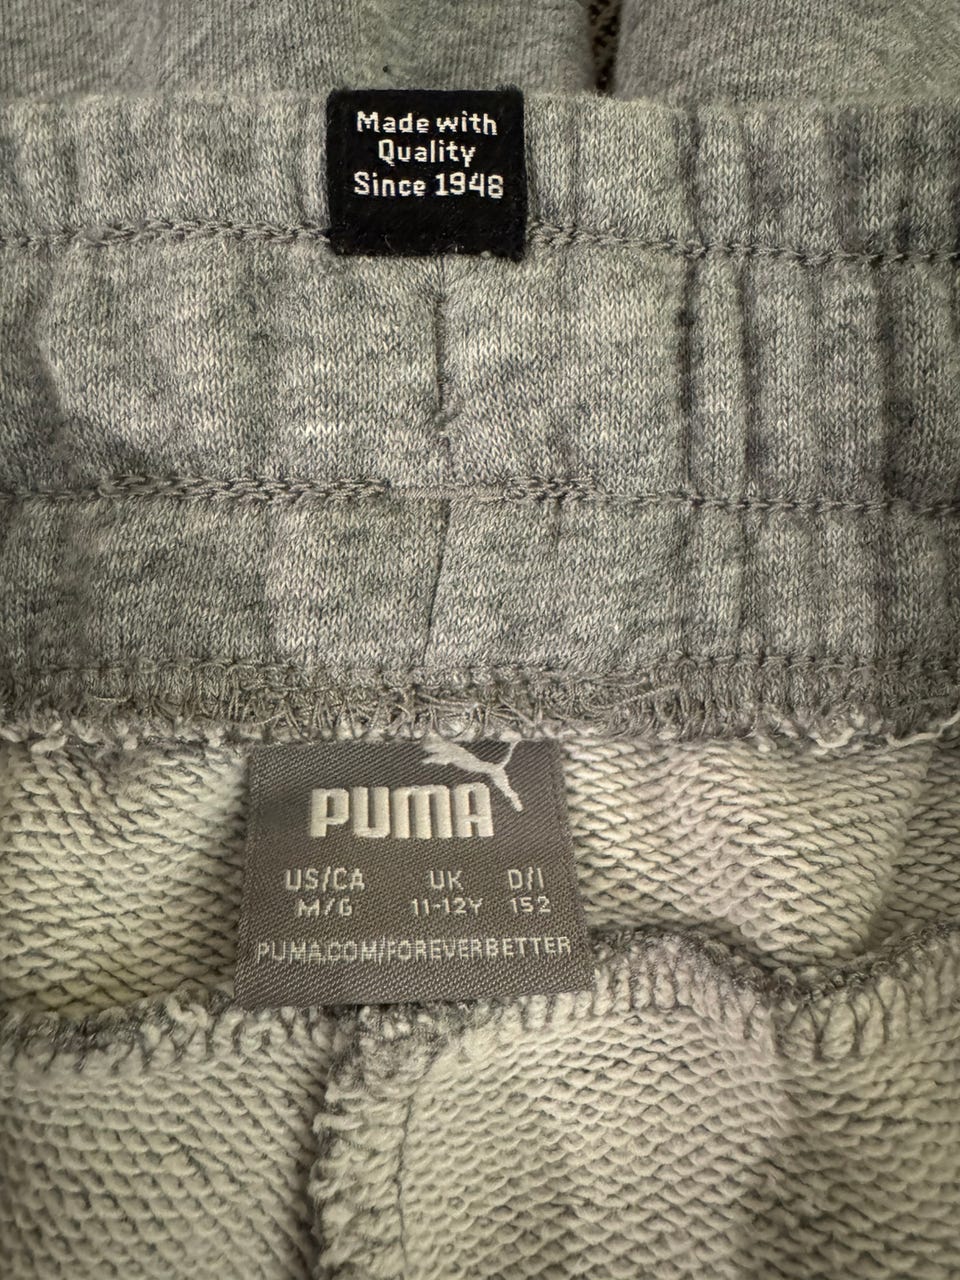 Made with
Quality
Since 1948
PUMA
US/CA UK D/I
M/G 11-12Y 152
PUMA.COM/FOREVERBETTER